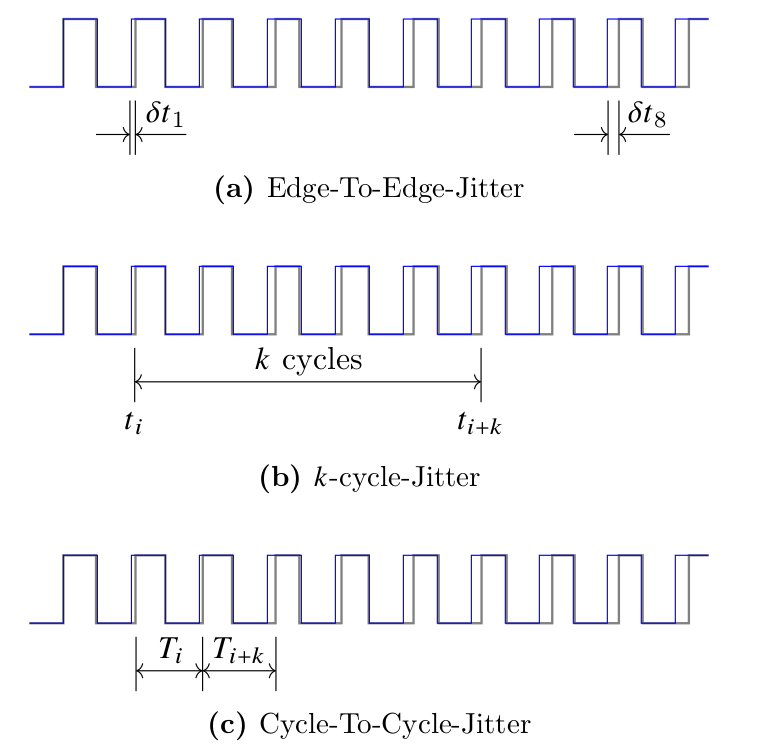 δt₁ δt₈
(a) Edge-To-Edge-Jitter
k cycles
tᵢ tᵢ₊ₖ
(b) k-cycle-Jitter
Tᵢ Tᵢ₊ₖ
(c) Cycle-To-Cycle-Jitter